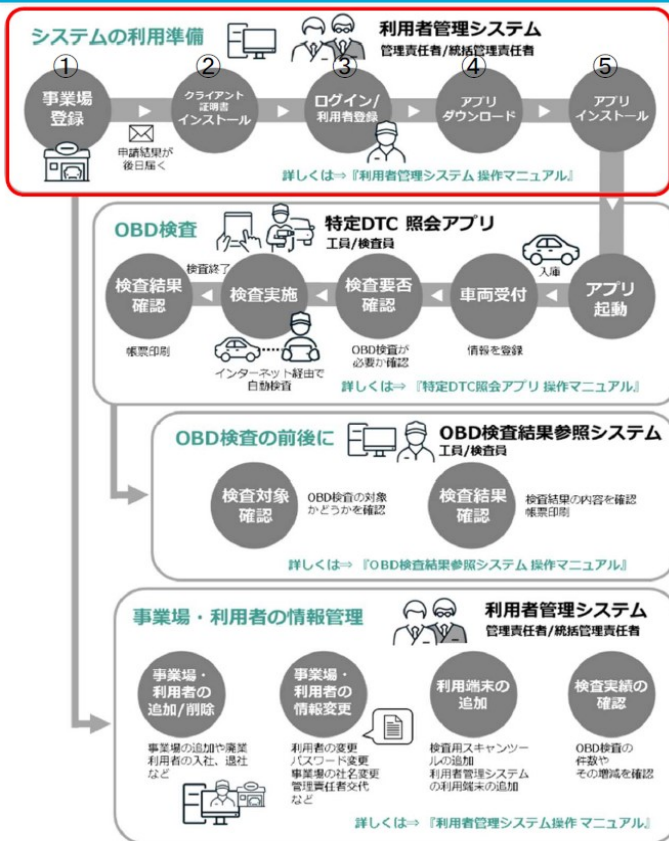 システムの利用準備
利用者管理システム
管理責任者/統括管理責任者
①
事業場
登録
申請結果が
後日届く
②
クライアント
証明書
インストール
③
ログイン/
利用者登録
④
アプリ
ダウンロード
⑤
アプリ
インストール
詳しくは⇒『利用者管理システム 操作マニュアル』
OBD検査
特定DTC 照会アプリ
工員/検査員
入庫
検査終了
検査結果
確認
帳票印刷
検査実施
インターネット経由で
自動検査
検査要否
確認
OBD検査が
必要か確認
車両受付
情報を登録
アプリ
起動
詳しくは⇒ 『特定DTC照会アプリ 操作マニュアル』
OBD検査の前後に
OBD検査結果参照システム
工員/検査員
検査対象
確認
OBD検査の対象
かどうかを確認
検査結果
確認
検査結果の内容を確認
帳票印刷
詳しくは⇒ 『OBD検査結果参照システム 操作マニュアル』
事業場・利用者の情報管理
利用者管理システム
管理責任者/統括管理責任者
事業場・
利用者の
追加/削除
事業場の追加や廃業
利用者の入社、退社
など
事業場・
利用者の
情報変更
利用者の変更
パスワード変更
事業場の社名変更
管理責任者交代
など
利用端末の
追加
検査用スキャンツー
ルの追加
利用者管理システム
の利用端末の追加
検査実績の
確認
OBD検査の
件数や
その増減を確認
詳しくは⇒ 『利用者管理システム操作 マニュアル』